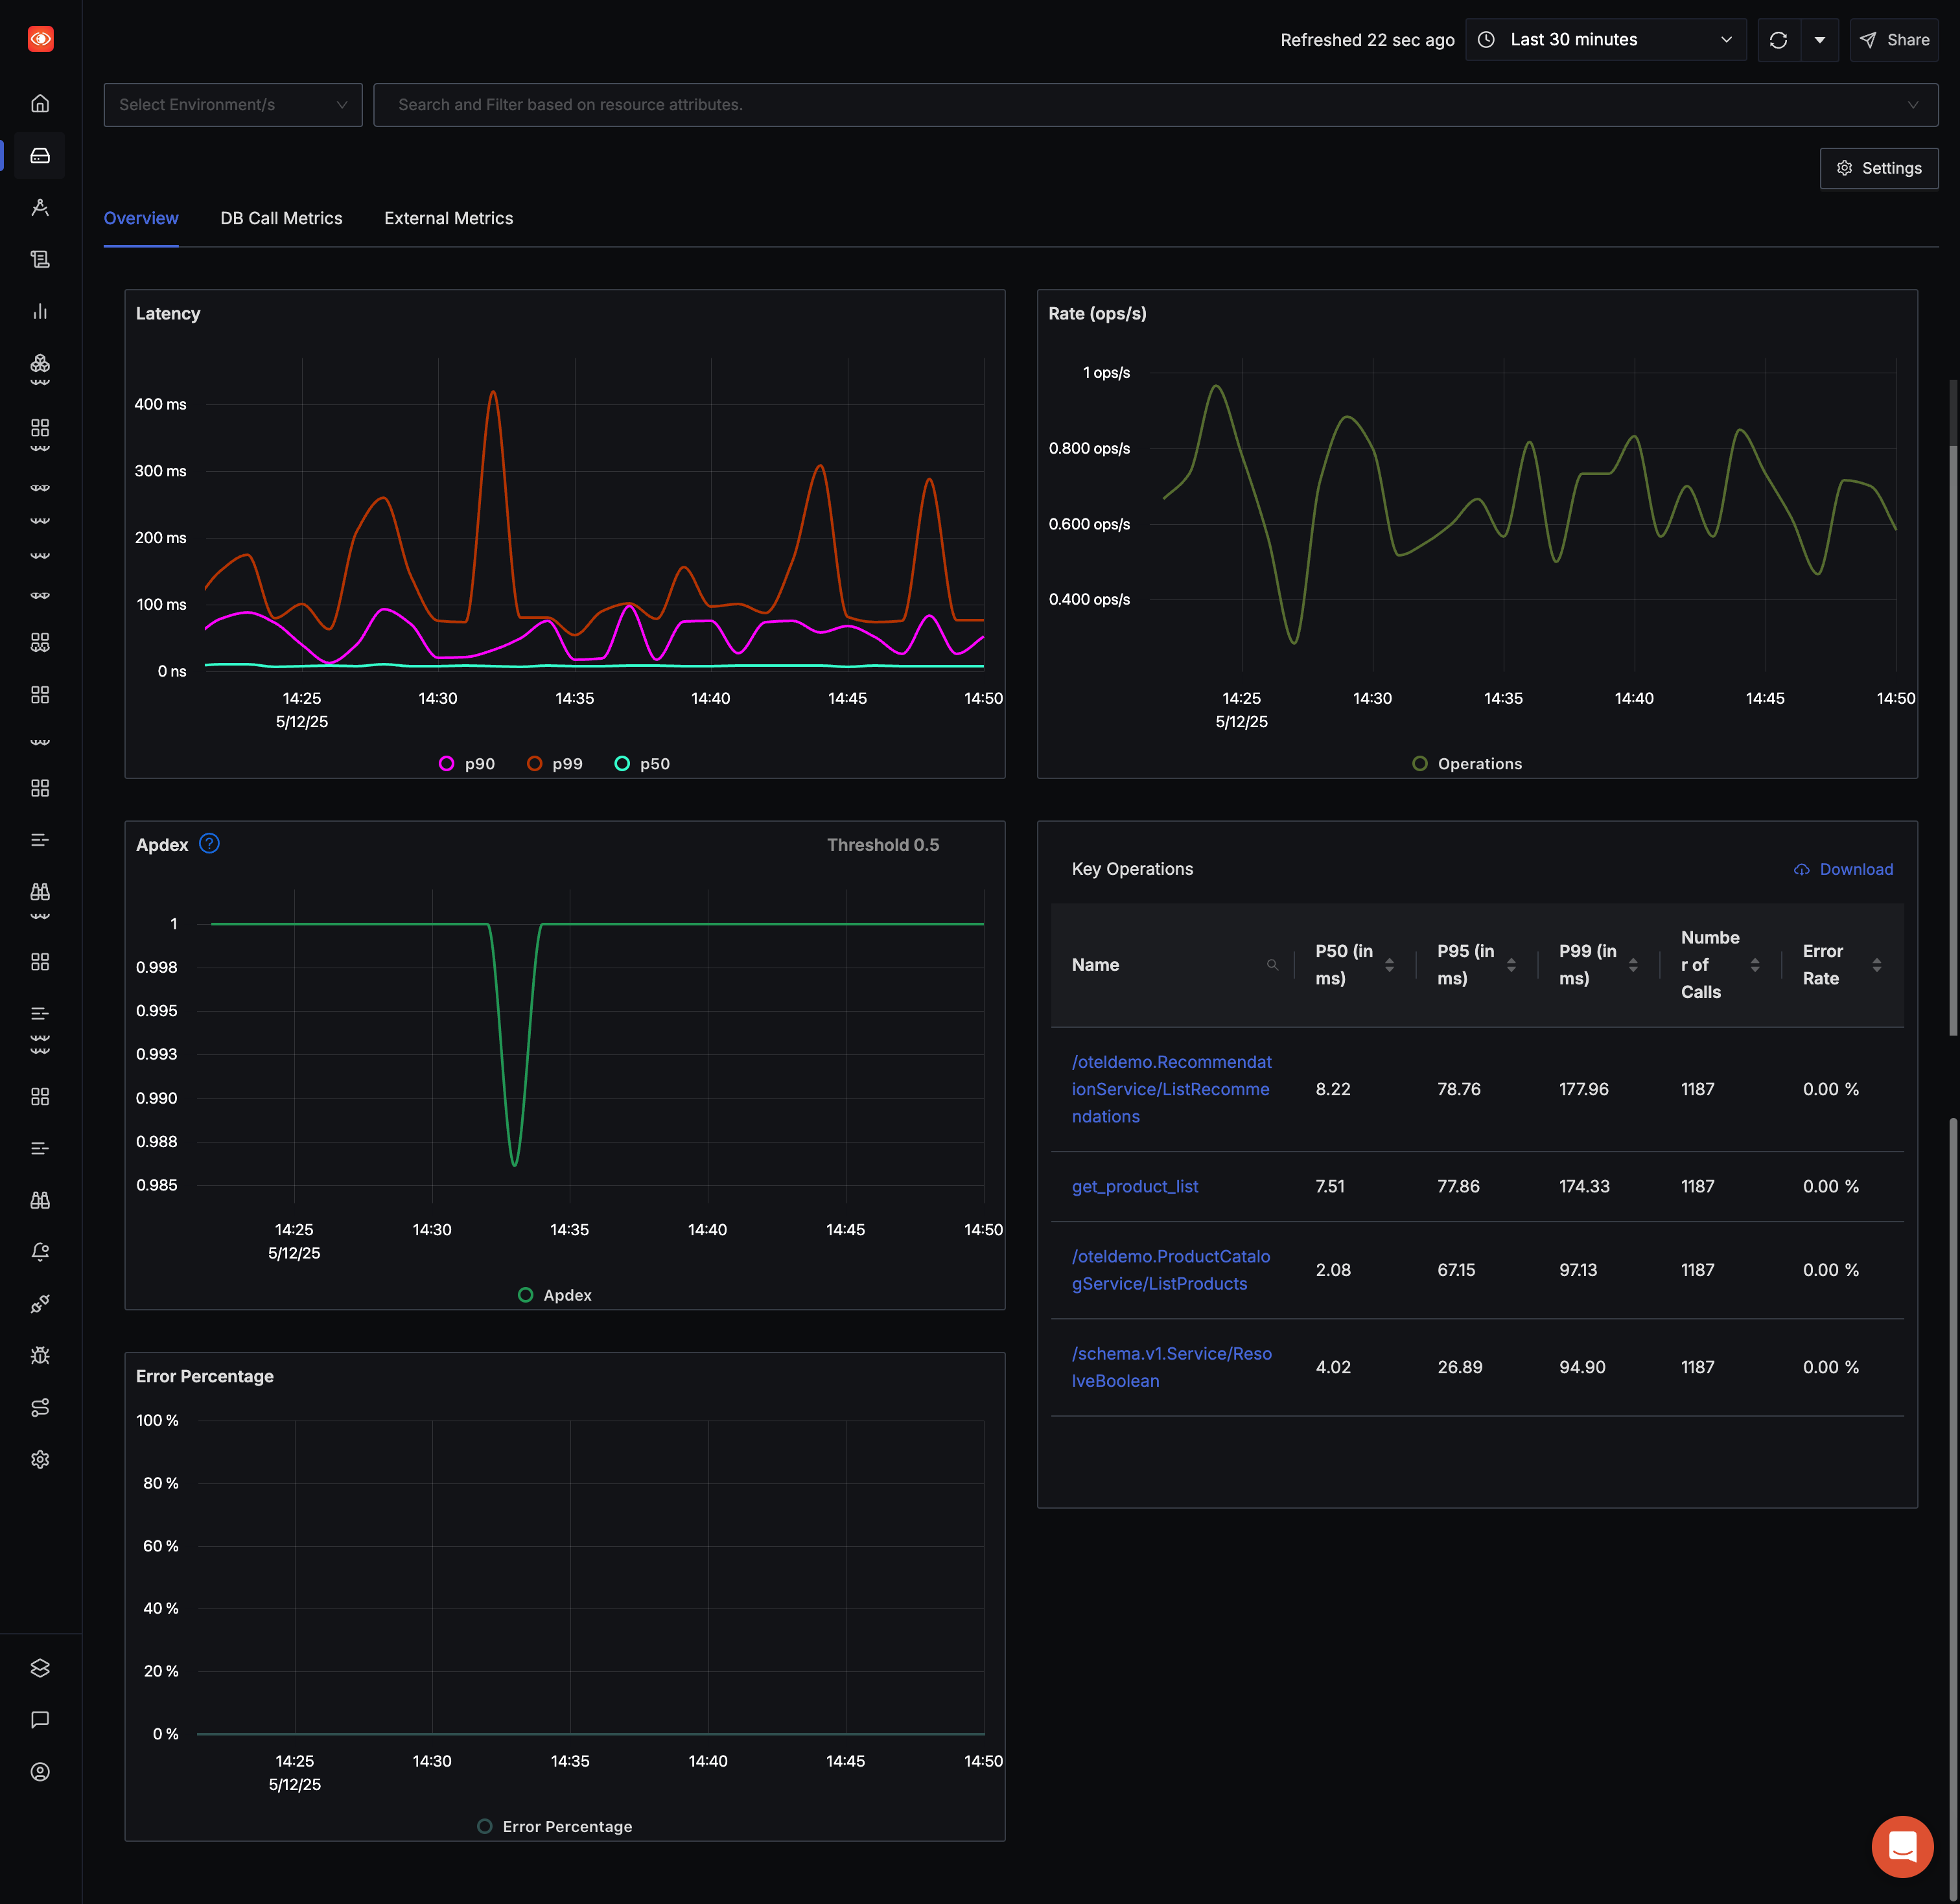 Refreshed 22 sec ago
Last 30 minutes
Share
Select Environment/s
Search and Filter based on resource attributes.
Settings
Overview
DB Call Metrics
External Metrics
Latency
400 ms
300 ms
200 ms
100 ms
0 ns
14:25
14:30
14:35
14:40
14:45
14:50
5/12/25
p90
p99
p50
Rate (ops/s)
1 ops/s
0.800 ops/s
0.600 ops/s
0.400 ops/s
14:25
14:30
14:35
14:40
14:45
14:50
5/12/25
Operations
Apdex
?
Threshold 0.5
1
0.998
0.995
0.993
0.990
0.988
0.985
14:25
14:30
14:35
14:40
14:45
14:50
5/12/25
Apdex
Key Operations
Download
Name
P50 (in
ms)
P95 (in
ms)
P99 (in
ms)
Numbe
r of
Calls
Error
Rate
/oteldemo.Recommendat
ionService/ListRecomme
ndations
8.22
78.76
177.96
1187
0.00 %
get_product_list
7.51
77.86
174.33
1187
0.00 %
/oteldemo.ProductCatalo
gService/ListProducts
2.08
67.15
97.13
1187
0.00 %
/schema.v1.Service/Reso
lveBoolean
4.02
26.89
94.90
1187
0.00 %
Error Percentage
100 %
80 %
60 %
40 %
20 %
0 %
14:25
14:30
14:35
14:40
14:45
14:50
5/12/25
Error Percentage